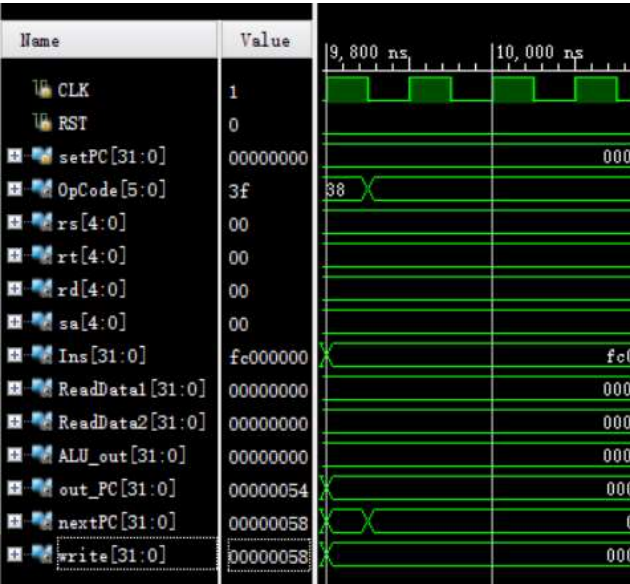 Name Value
9,800 ns 10,000 ns
CLK 1
RST 0
setPC[31:0] 00000000 000
OpCode[5:0] 3f 38
rs[4:0] 00
rt[4:0] 00
rd[4:0] 00
sa[4:0] 00
Ins[31:0] fc000000 fc0
ReadData1[31:0] 00000000 000
ReadData2[31:0] 00000000 000
ALU_out[31:0] 00000000 000
out_PC[31:0] 00000054 000
nextPC[31:0] 00000058 0
write[31:0] 00000058 000